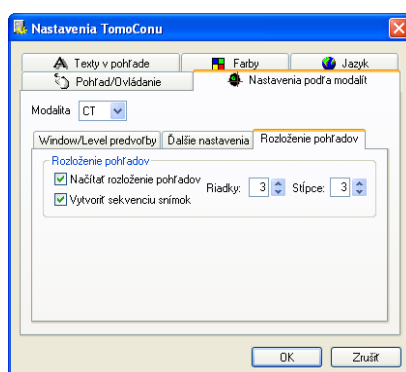 Nastavenia TomoConu
Texty v pohľade Farby Jazyk
Pohľad/Ovládanie Nastavenia podľa modalít
Modalita CT
Window/Level predvoľby Ďalšie nastavenia Rozloženie pohľadov
Rozloženie pohľadov
Načítať rozloženie pohľadov Riadky: 3 Stĺpce: 3
Vytvoriť sekvenciu snímok
OK Zrušiť